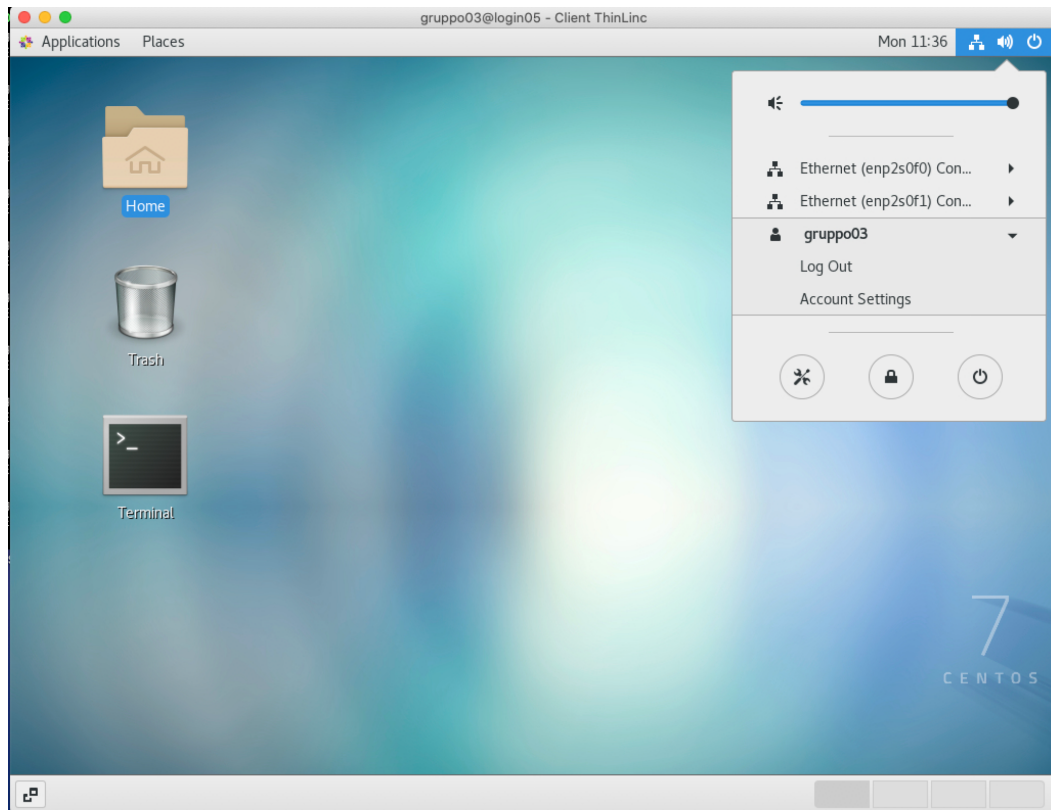 gruppo03@login05 - Client ThinLinc
Applications Places Mon 11:36
Home
Trash
>_
Terminal
Ethernet (enp2s0f0) Con...
Ethernet (enp2s0f1) Con...
gruppo03
Log Out
Account Settings
7
CENTOS